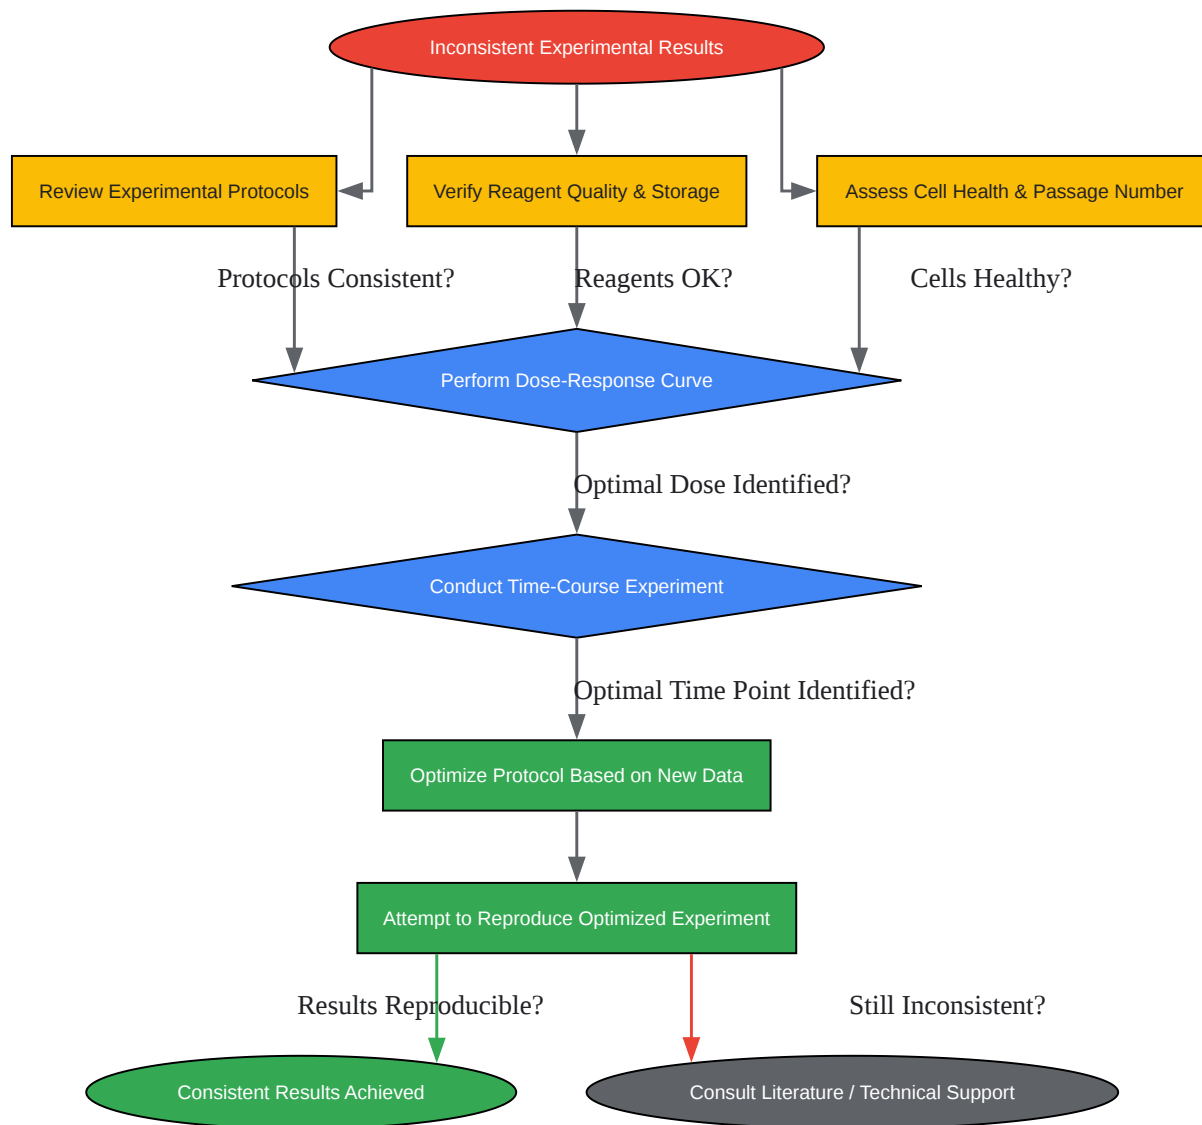 Inconsistent Experimental Results
Review Experimental Protocols
Verify Reagent Quality & Storage
Assess Cell Health & Passage Number
Protocols Consistent?
Reagents OK?
Cells Healthy?
Perform Dose-Response Curve
Optimal Dose Identified?
Conduct Time-Course Experiment
Optimal Time Point Identified?
Optimize Protocol Based on New Data
Attempt to Reproduce Optimized Experiment
Results Reproducible?
Still Inconsistent?
Consistent Results Achieved
Consult Literature / Technical Support